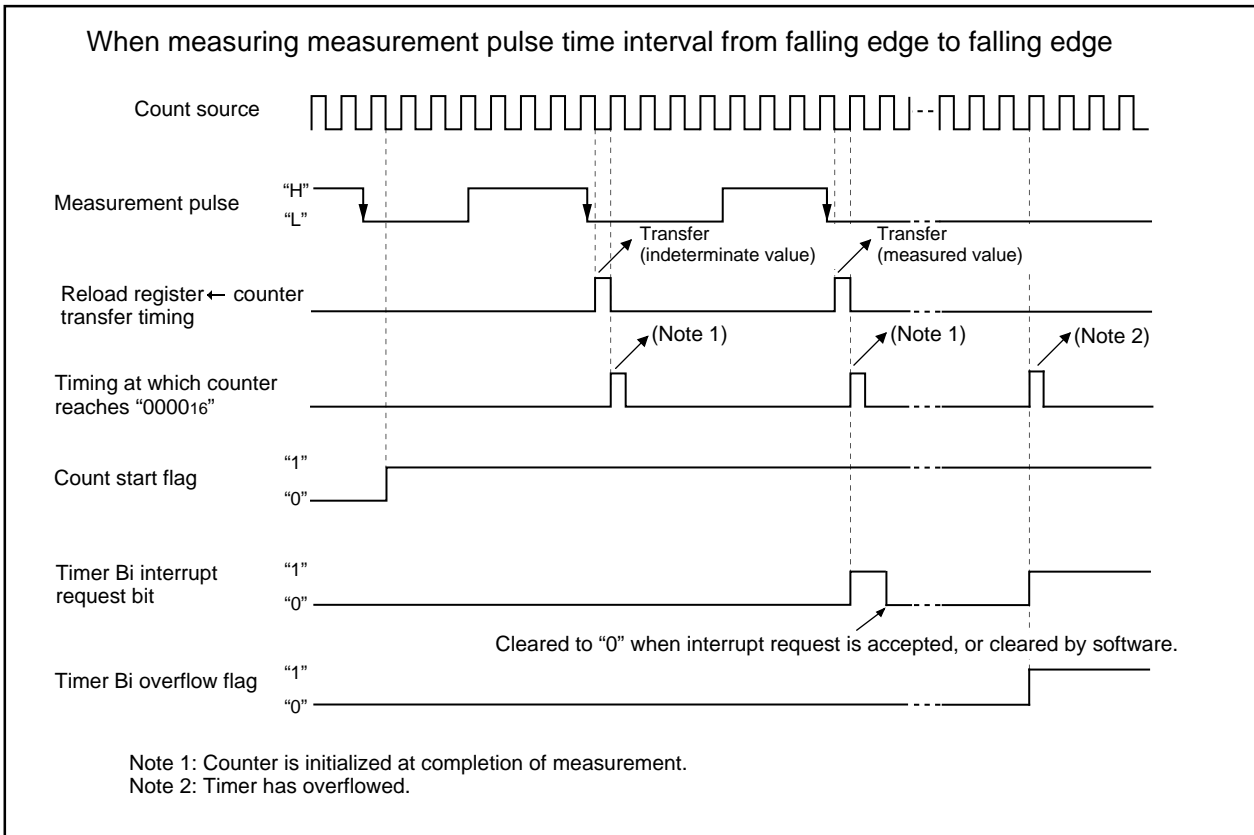 When measuring measurement pulse time interval from falling edge to falling edge
Count source
Measurement pulse
“H”
“L”
Transfer
(indeterminate value)
Transfer
(measured value)
Reload register ← counter
transfer timing
(Note 1)
(Note 1)
(Note 2)
Timing at which counter
reaches “000016”
Count start flag
“1”
“0”
Timer Bi interrupt
request bit
“1”
“0”
Cleared to “0” when interrupt request is accepted, or cleared by software.
Timer Bi overflow flag
“1”
“0”
Note 1: Counter is initialized at completion of measurement.
Note 2: Timer has overflowed.